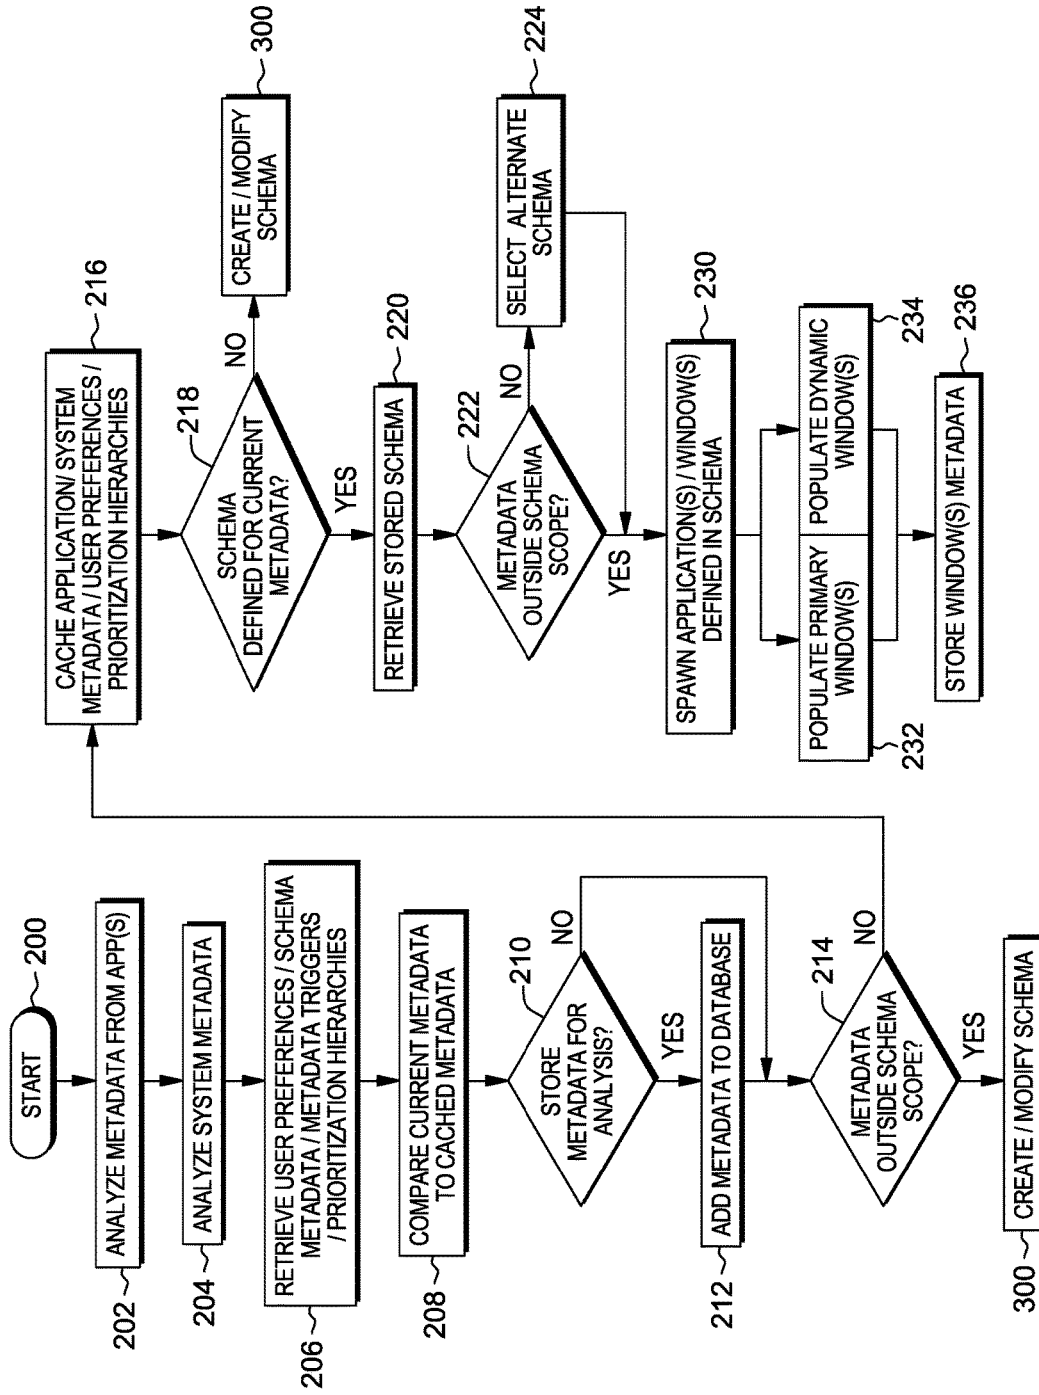 START
200
ANALYZE METADATA FROM APP(S)
202
ANALYZE SYSTEM METADATA
204
RETRIEVE USER PREFERENCES / SCHEMA
METADATA / METADATA TRIGGERS
/ PRIORITIZATION HIERARCHIES
206
COMPARE CURRENT METADATA
TO CACHED METADATA
208
STORE
METADATA FOR
ANALYSIS?
210
NO
YES
ADD METADATA TO DATABASE
212
METADATA
OUTSIDE SCHEMA
SCOPE?
214
NO
YES
CREATE / MODIFY SCHEMA
300
CACHE APPLICATION/ SYSTEM
METADATA / USER PREFERENCES /
PRIORITIZATION HIERARCHIES
216
SCHEMA
DEFINED FOR CURRENT
METADATA?
218
NO
CREATE / MODIFY
SCHEMA
300
YES
RETRIEVE STORED SCHEMA
220
METADATA
OUTSIDE SCHEMA
SCOPE?
222
NO
SELECT ALTERNATE
SCHEMA
224
YES
SPAWN APPLICATION(S) / WINDOW(S)
DEFINED IN SCHEMA
230
POPULATE PRIMARY
WINDOW(S)
232
POPULATE DYNAMIC
WINDOW(S)
234
STORE WINDOW(S) METADATA
236